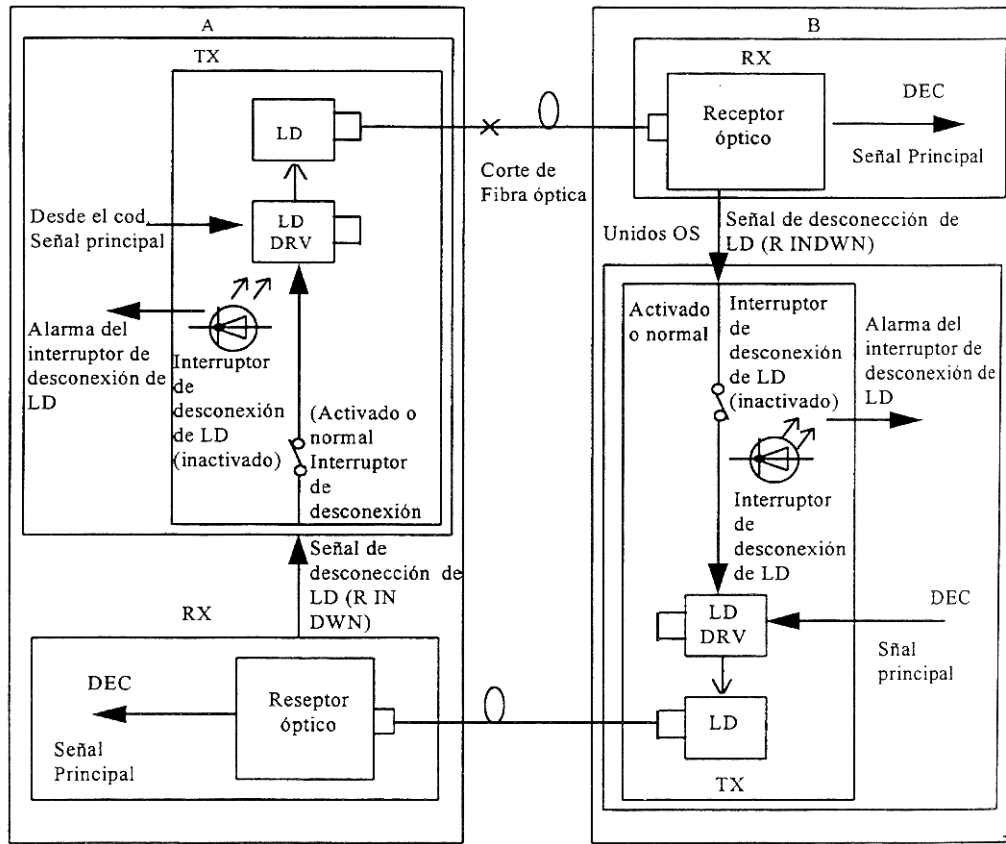 A
TX
LD
LD
DRV
Desde el cod.
Señal principal
Alarma del
interruptor de
desconexión de
LD
Interruptor
de
desconexión
de LD
(inactivado)
(Activado o
normal
Interruptor
de
desconexión
Señal de
desconección de
LD (R IN
DWN)
RX
DEC
Señal
Principal
Reseptor
óptico
Corte de
Fibra óptica
B
RX
Receptor
óptico
DEC
Señal Principal
Unidos OS
Señal de desconección de
LD (R INDWN)
Activado
o normal
Interruptor
de
desconexión
de LD
(inactivado)
Alarma del
interruptor de
desconexión de
LD
Interruptor
de
desconexión
de LD
LD
DRV
DEC
Sñal
principal
LD
TX